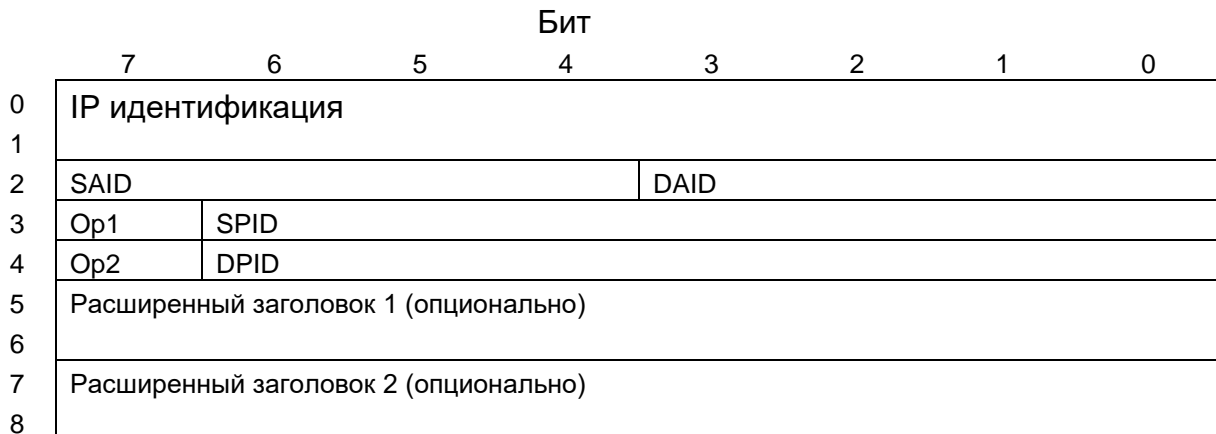 Бит
7 6 5 4 3 2 1 0
0 IP идентификация
1
2 SAID DAID
3 Op1 SPID
4 Op2 DPID
5 Расширенный заголовок 1 (опционально)
6
7 Расширенный заголовок 2 (опционально)
8